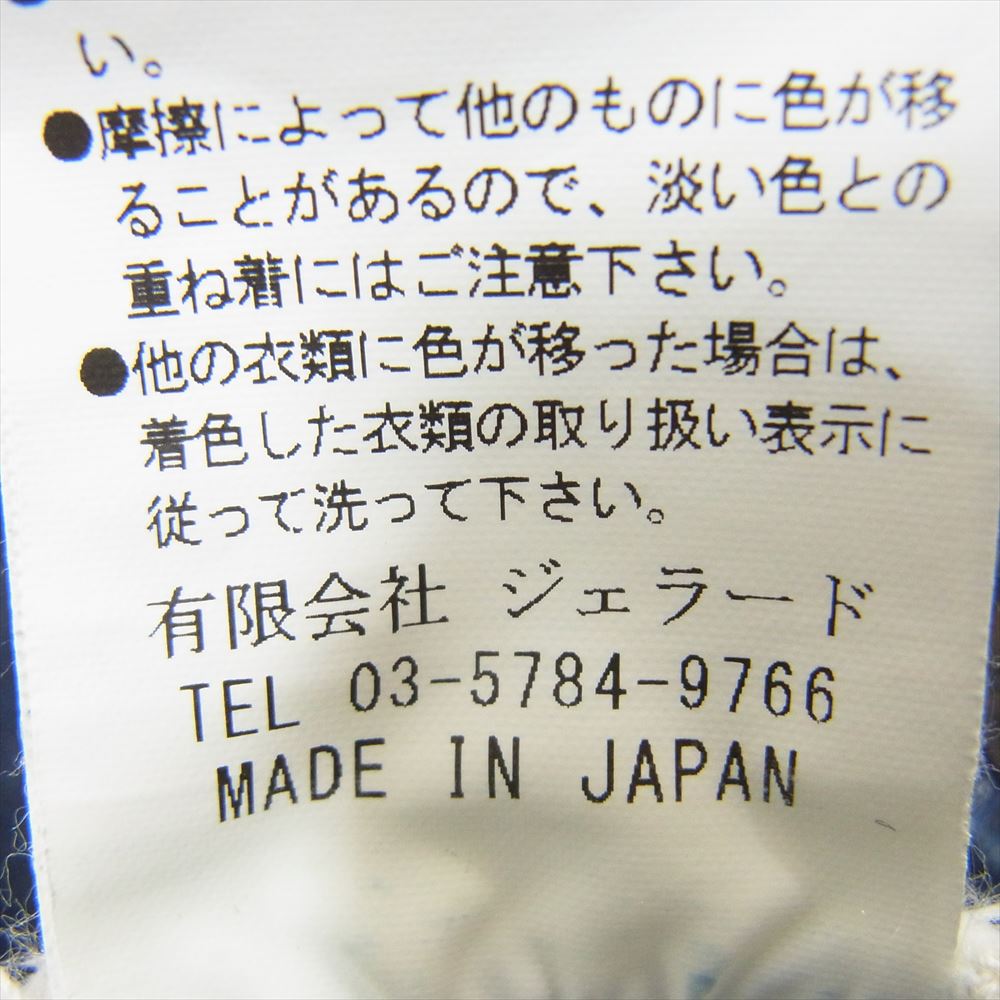 い。
●摩擦によって他のものに色が移
ることがあるので、淡い色との
重ね着にはご注意下さい。
●他の衣類に色が移った場合は、
着色した衣類の取り扱い表示に
従って洗って下さい。
有限会社 ジェラード
TEL 03-5784-9766
MADE IN JAPAN